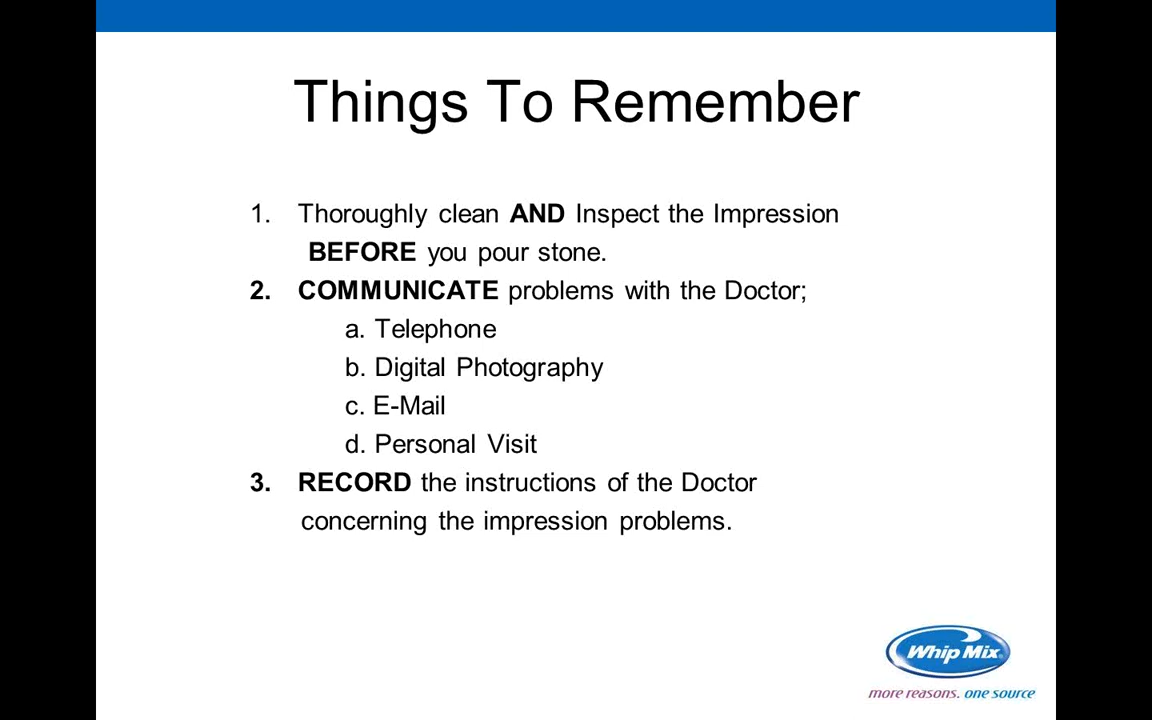 Things To Remember
1. Thoroughly clean AND Inspect the Impression
BEFORE you pour stone.
2. COMMUNICATE problems with the Doctor;
a. Telephone
b. Digital Photography
c. E-Mail
d. Personal Visit
3. RECORD the instructions of the Doctor
concerning the impression problems.
Whip Mix®
more reasons. one source